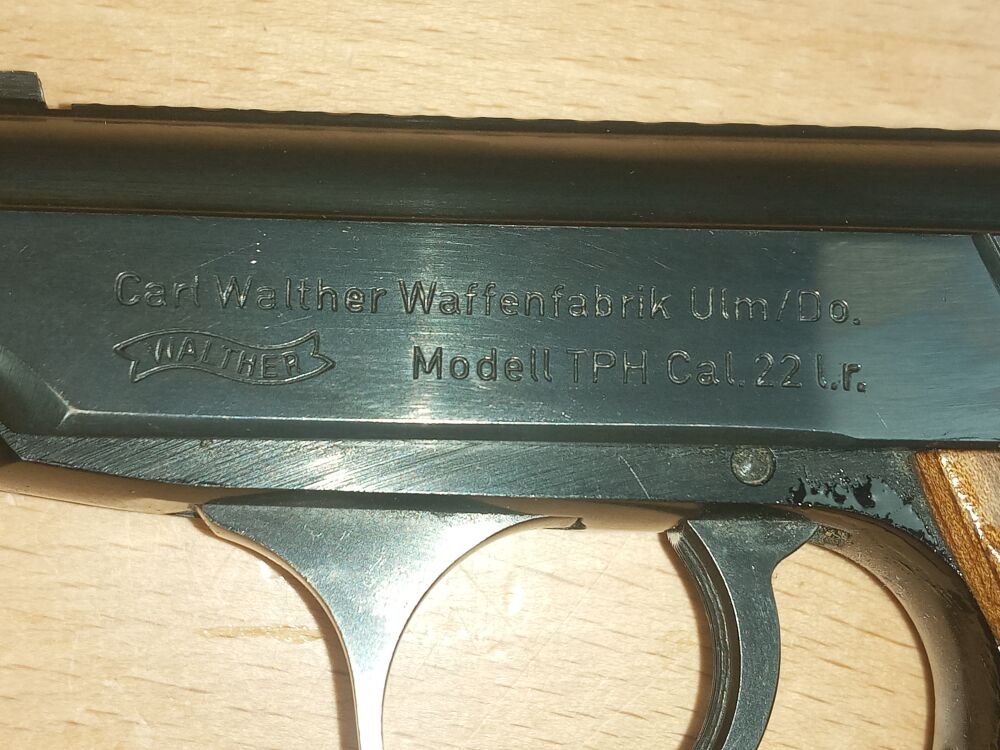 Carl Walther Waffenfabrik Ulm/Do.
WALTHER
Modell TPH Cal. 22 l.r.